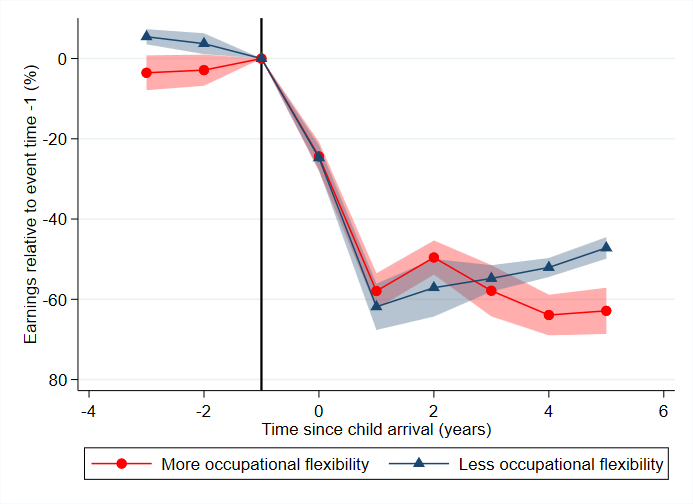 Earnings relative to event time -1 (%)
0
-20
-40
-60
80
-4
-2
0
2
4
6
Time since child arrival (years)
More occupational flexibility
Less occupational flexibility